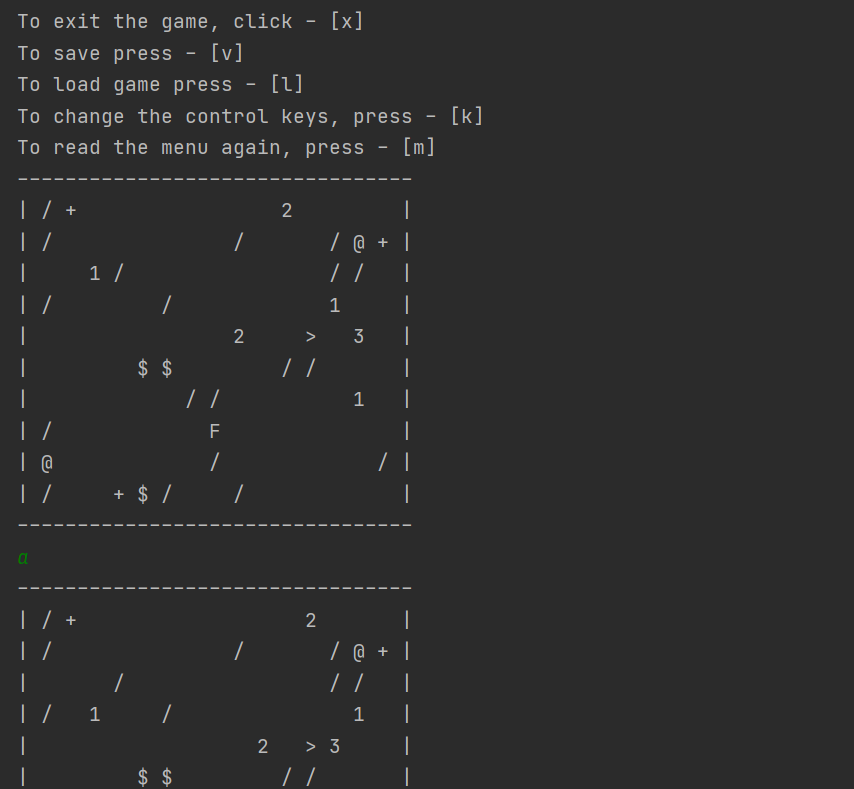 To exit the game, click - [x]
To save press - [v]
To load game press - [l]
To change the control keys, press - [k]
To read the menu again, press - [m]
---------------------------------
| / +                 2         |
| /               /       / @ + |
|     1 /                 / /   |
| /         /             1     |
|                 2     >   3   |
|         $ $         / /       |
|             / /           1   |
| /             F               |
| @             /             / |
| /     + $ /     /             |
---------------------------------
a
---------------------------------
| / +                   2       |
| /               /       / @ + |
|       /                 / /   |
| /   1     /               1   |
|                   2   > 3     |
|         $ $         / /       |